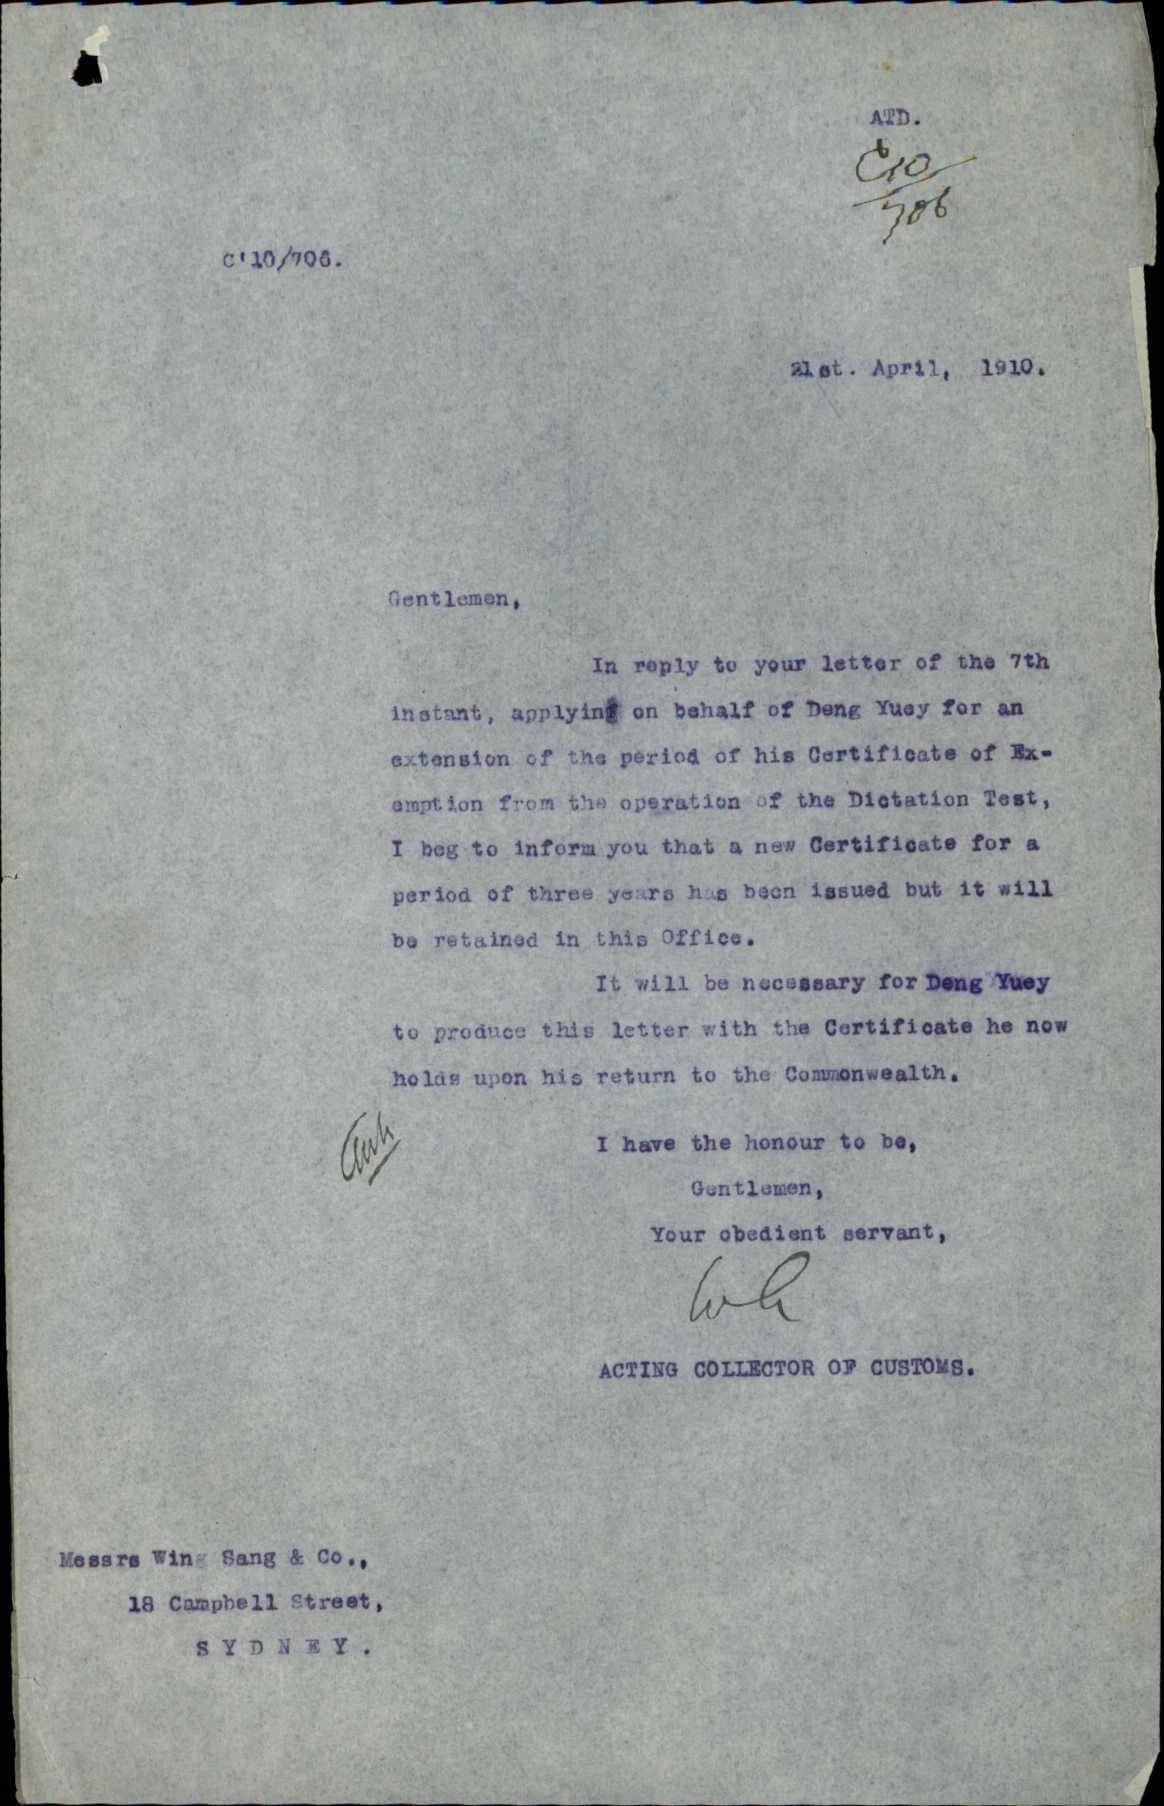 ATD.
C10
706
C'10/706.
21st. April, 1910.
Gentlemen,
In reply to your letter of the 7th
instant, applying on behalf of Deng Yuey for an
extension of the period of his Certificate of Ex-
emption from the operation of the Dictation Test,
I beg to inform you that a new Certificate for a
period of three years has been issued but it will
be retained in this Office.
It will be necessary for Deng Yuey
to produce this letter with the Certificate he now
holds upon his return to the Commonwealth.
I have the honour to be,
Gentlemen,
Your obedient servant,
ACTING COLLECTOR OF CUSTOMS.
Messrs Wing Sang & Co.,
18 Campbell Street,
SYDNEY.